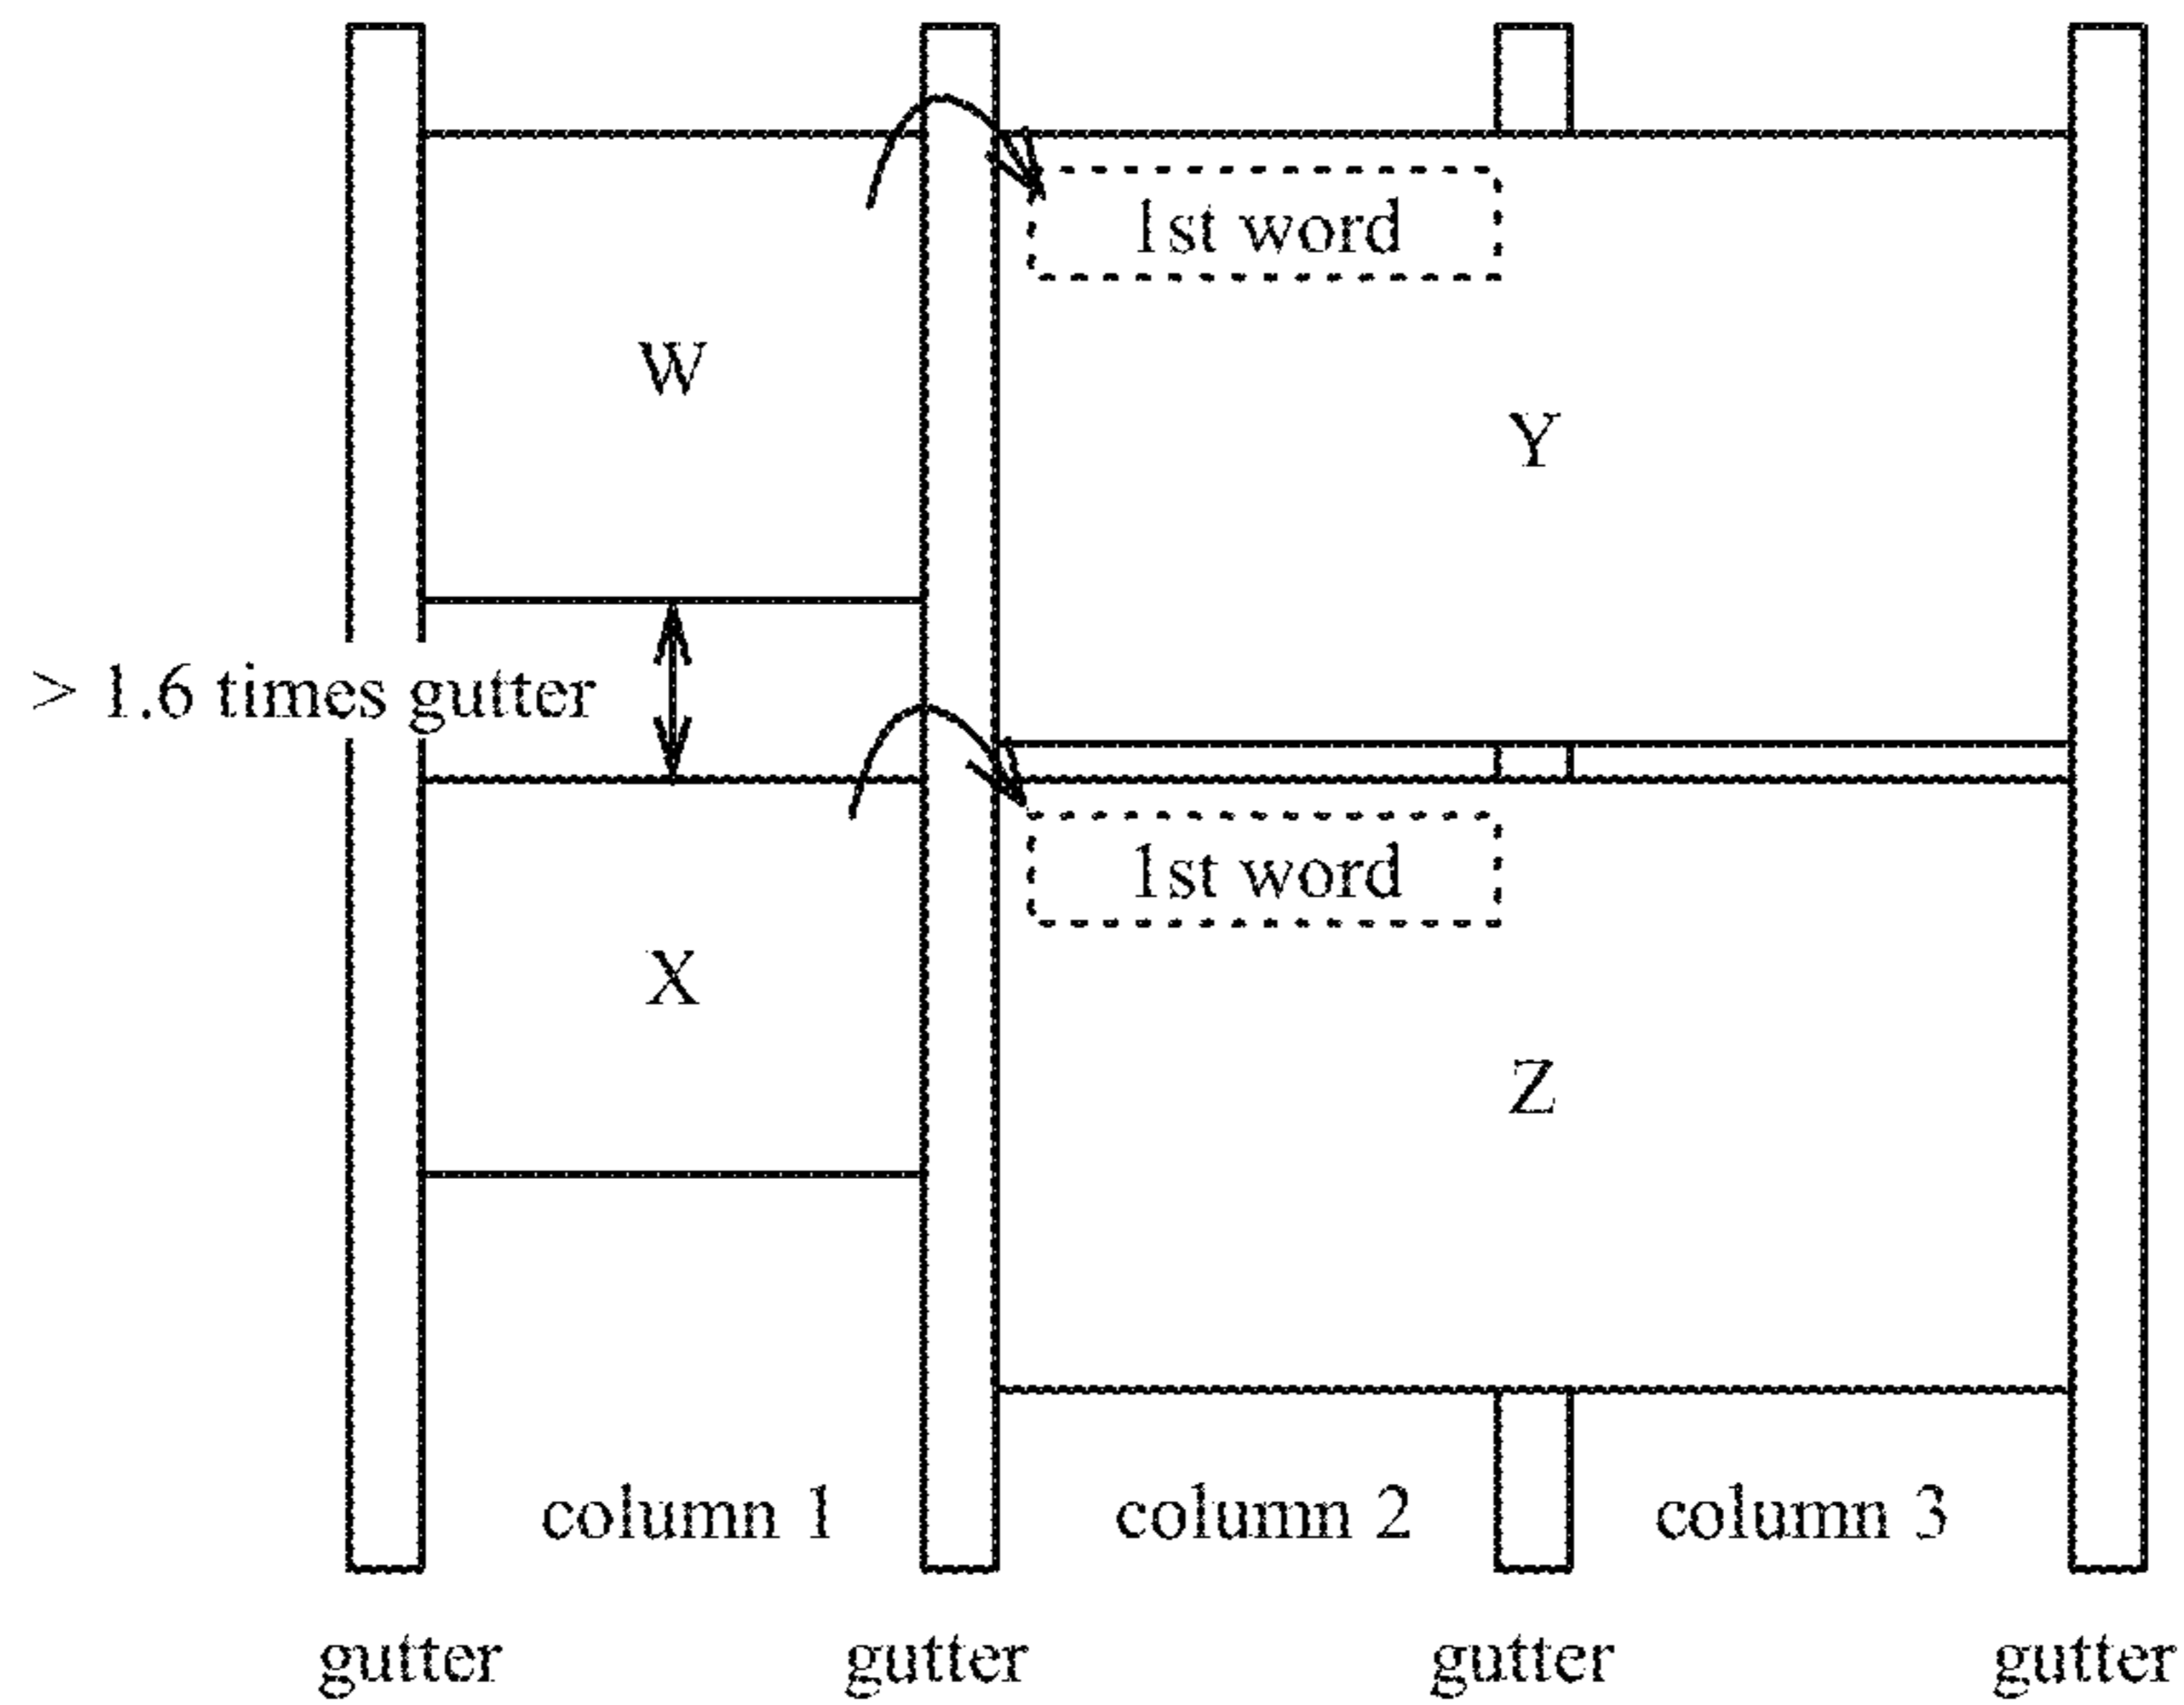 1st word
W
Y
> 1.6 times gutter
1st word
X
Z
column 1
column 2
column 3
gutter
gutter
gutter
gutter